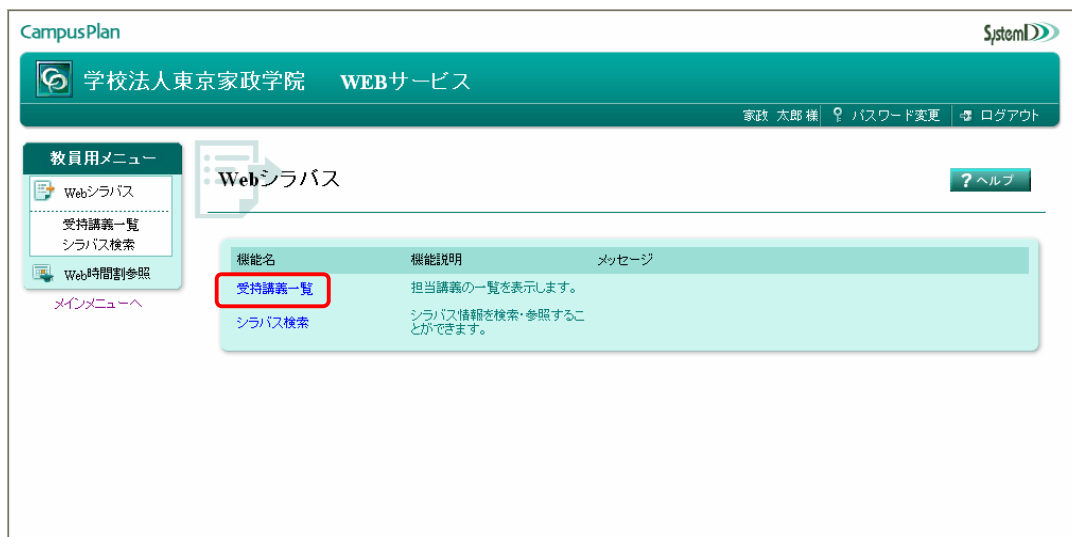 CampusPlan
SystemD
学校法人東京家政学院 WEBサービス
家政 太郎 様 パスワード変更 ログアウト
教員用メニュー
Webシラバス
受持講義一覧
シラバス検索
Web時間割参照
メインメニューへ
Webシラバス
? ヘルプ
機能名 機能説明 メッセージ
受持講義一覧 担当講義の一覧を表示します。
シラバス検索 シラバス情報を検索・参照するこ
とができます。